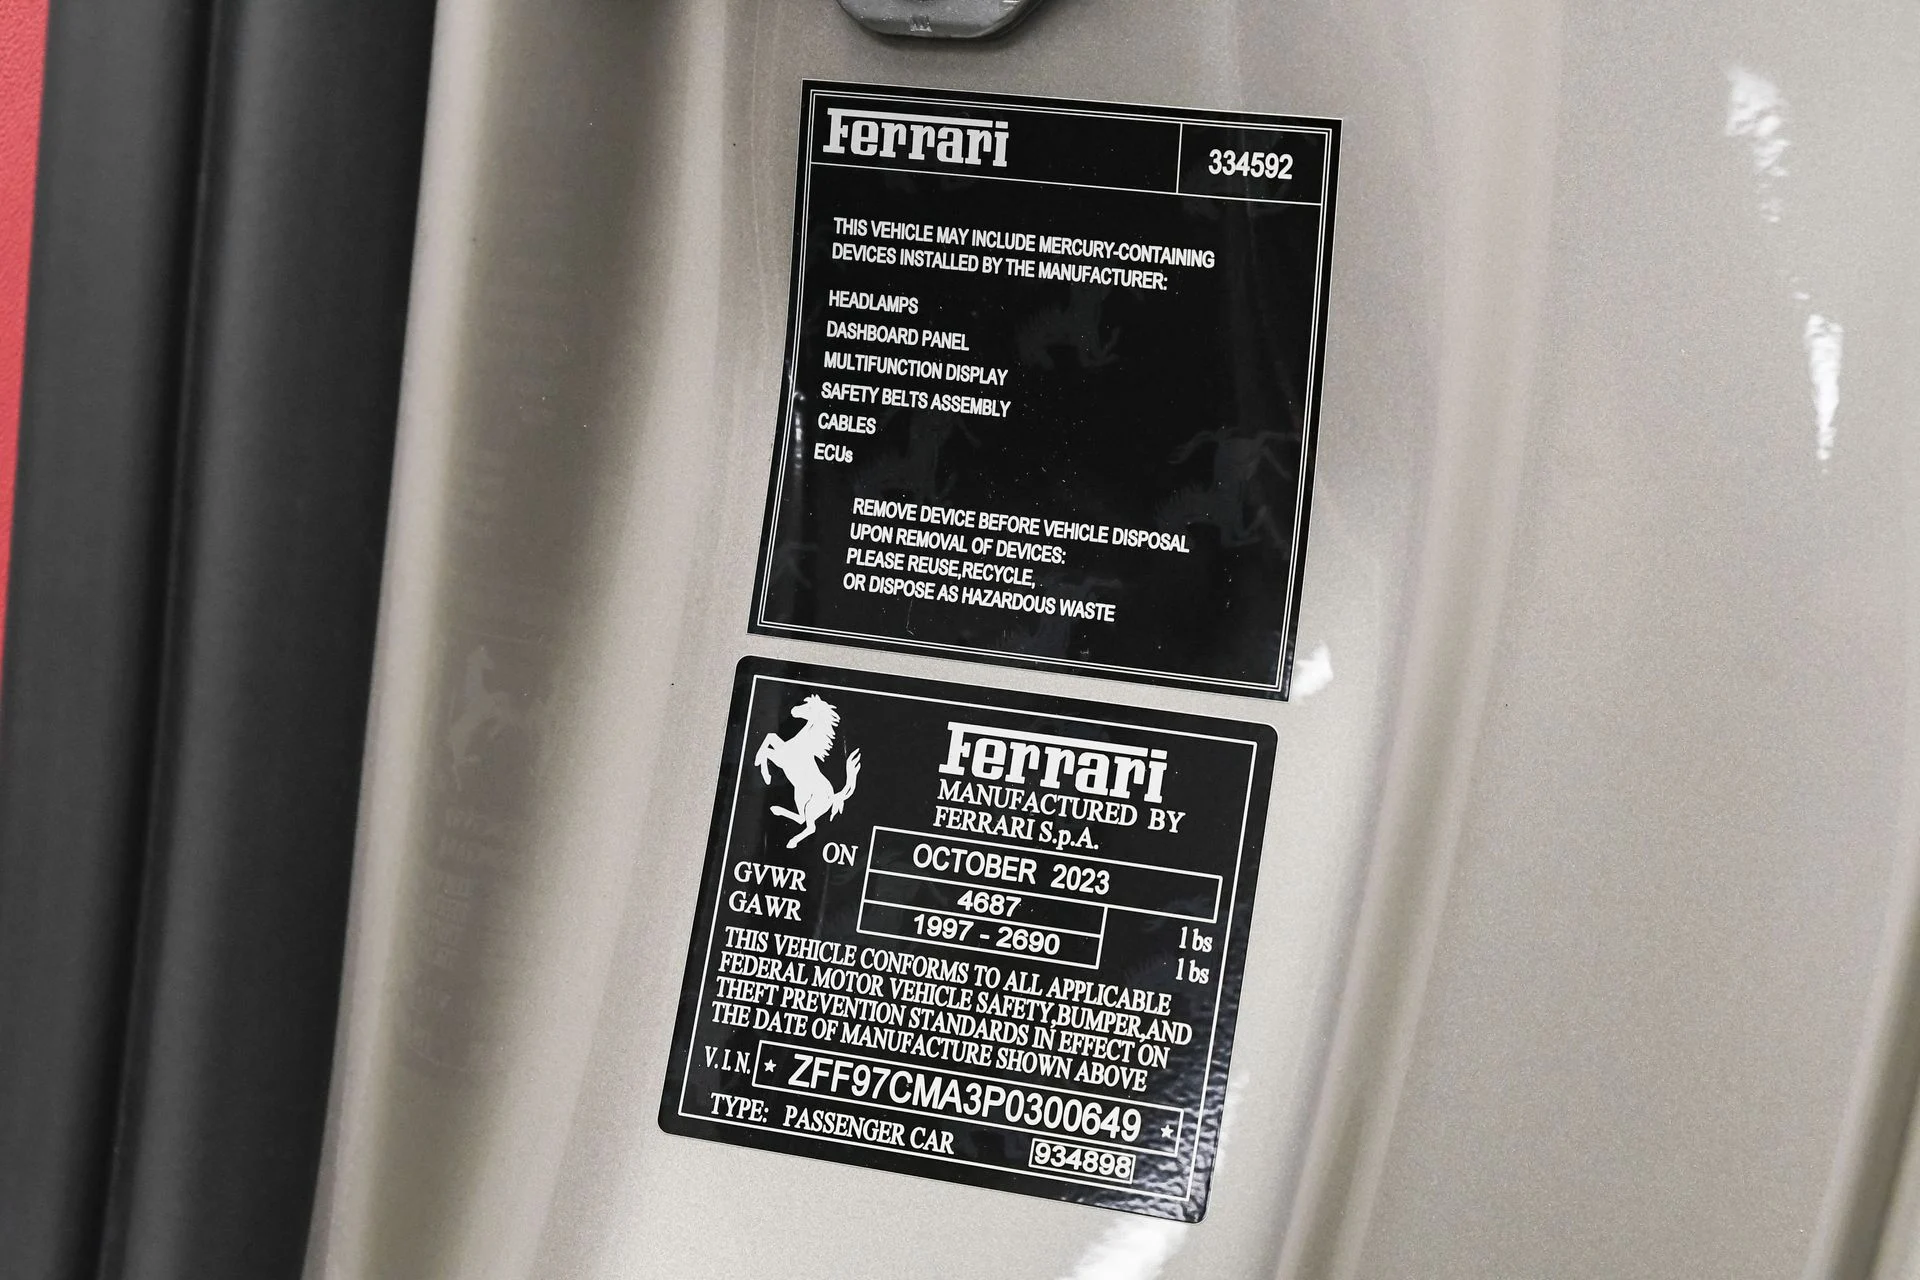 Ferrari 334592
THIS VEHICLE MAY INCLUDE MERCURY-CONTAINING
DEVICES INSTALLED BY THE MANUFACTURER:
HEADLAMPS
DASHBOARD PANEL
MULTIFUNCTION DISPLAY
SAFETY BELTS ASSEMBLY
CABLES
ECUs
REMOVE DEVICE BEFORE VEHICLE DISPOSAL
UPON REMOVAL OF DEVICES:
PLEASE REUSE,RECYCLE,
OR DISPOSE AS HAZARDOUS WASTE
Ferrari
MANUFACTURED BY
FERRARI S.p.A.
ON OCTOBER 2023
GVWR 4687 lbs
GAWR 1997 - 2690 lbs
THIS VEHICLE CONFORMS TO ALL APPLICABLE
FEDERAL MOTOR VEHICLE SAFETY,BUMPER,AND
THEFT PREVENTION STANDARDS IN EFFECT ON
THE DATE OF MANUFACTURE SHOWN ABOVE
V.I.N. * ZFF97CMA3P0300649 *
TYPE: PASSENGER CAR 934898